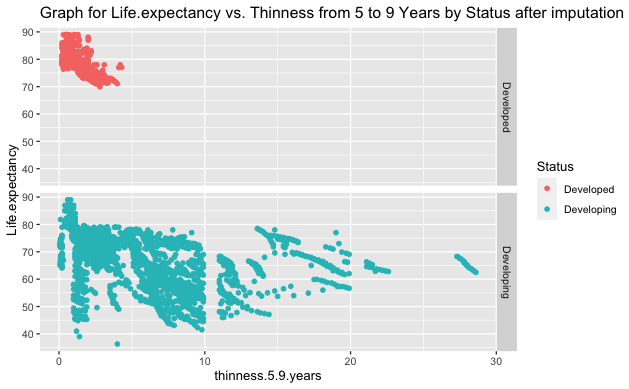 Graph for Life.expectancy vs. Thinness from 5 to 9 Years by Status after imputation
90
80
70
60
50
40
Developed
90
80
70
60
50
40
Developing
Life.expectancy
0
10
20
30
thinness.5.9.years
Status
Developed
Developing